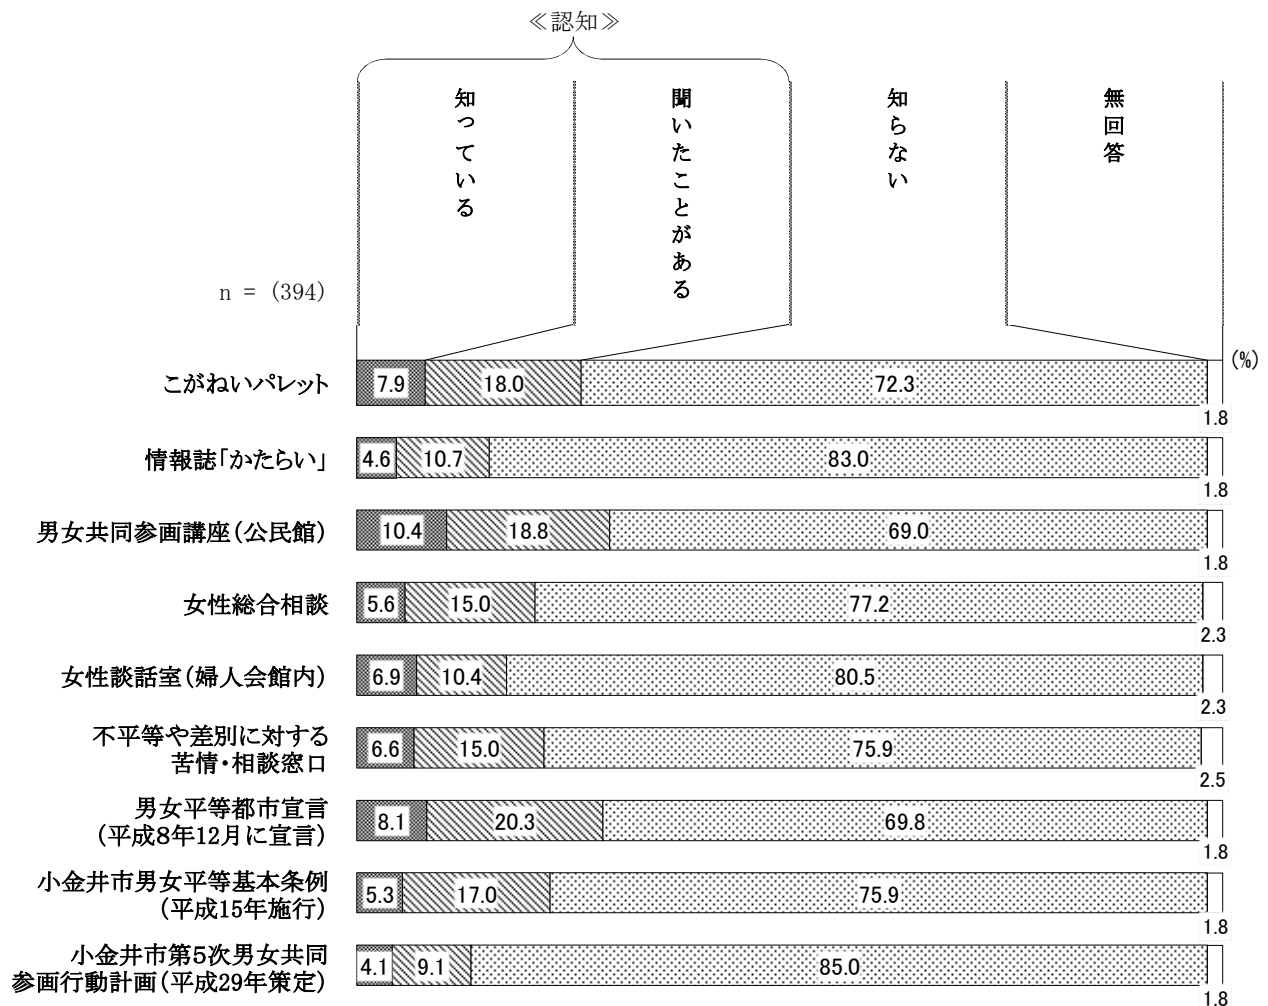 ≪認知≫
知っている
聞いたことがある
知らない
無回答
n = (394)
(%)
こがねいパレット
7.9
18.0
72.3
1.8
情報誌「かたらい」
4.6
10.7
83.0
1.8
男女共同参画講座(公民館)
10.4
18.8
69.0
1.8
女性総合相談
5.6
15.0
77.2
2.3
女性談話室(婦人会館内)
6.9
10.4
80.5
2.3
不平等や差別に対する
苦情・相談窓口
6.6
15.0
75.9
2.5
男女平等都市宣言
(平成8年12月に宣言)
8.1
20.3
69.8
1.8
小金井市男女平等基本条例
(平成15年施行)
5.3
17.0
75.9
1.8
小金井市第5次男女共同
参画行動計画(平成29年策定)
4.1
9.1
85.0
1.8